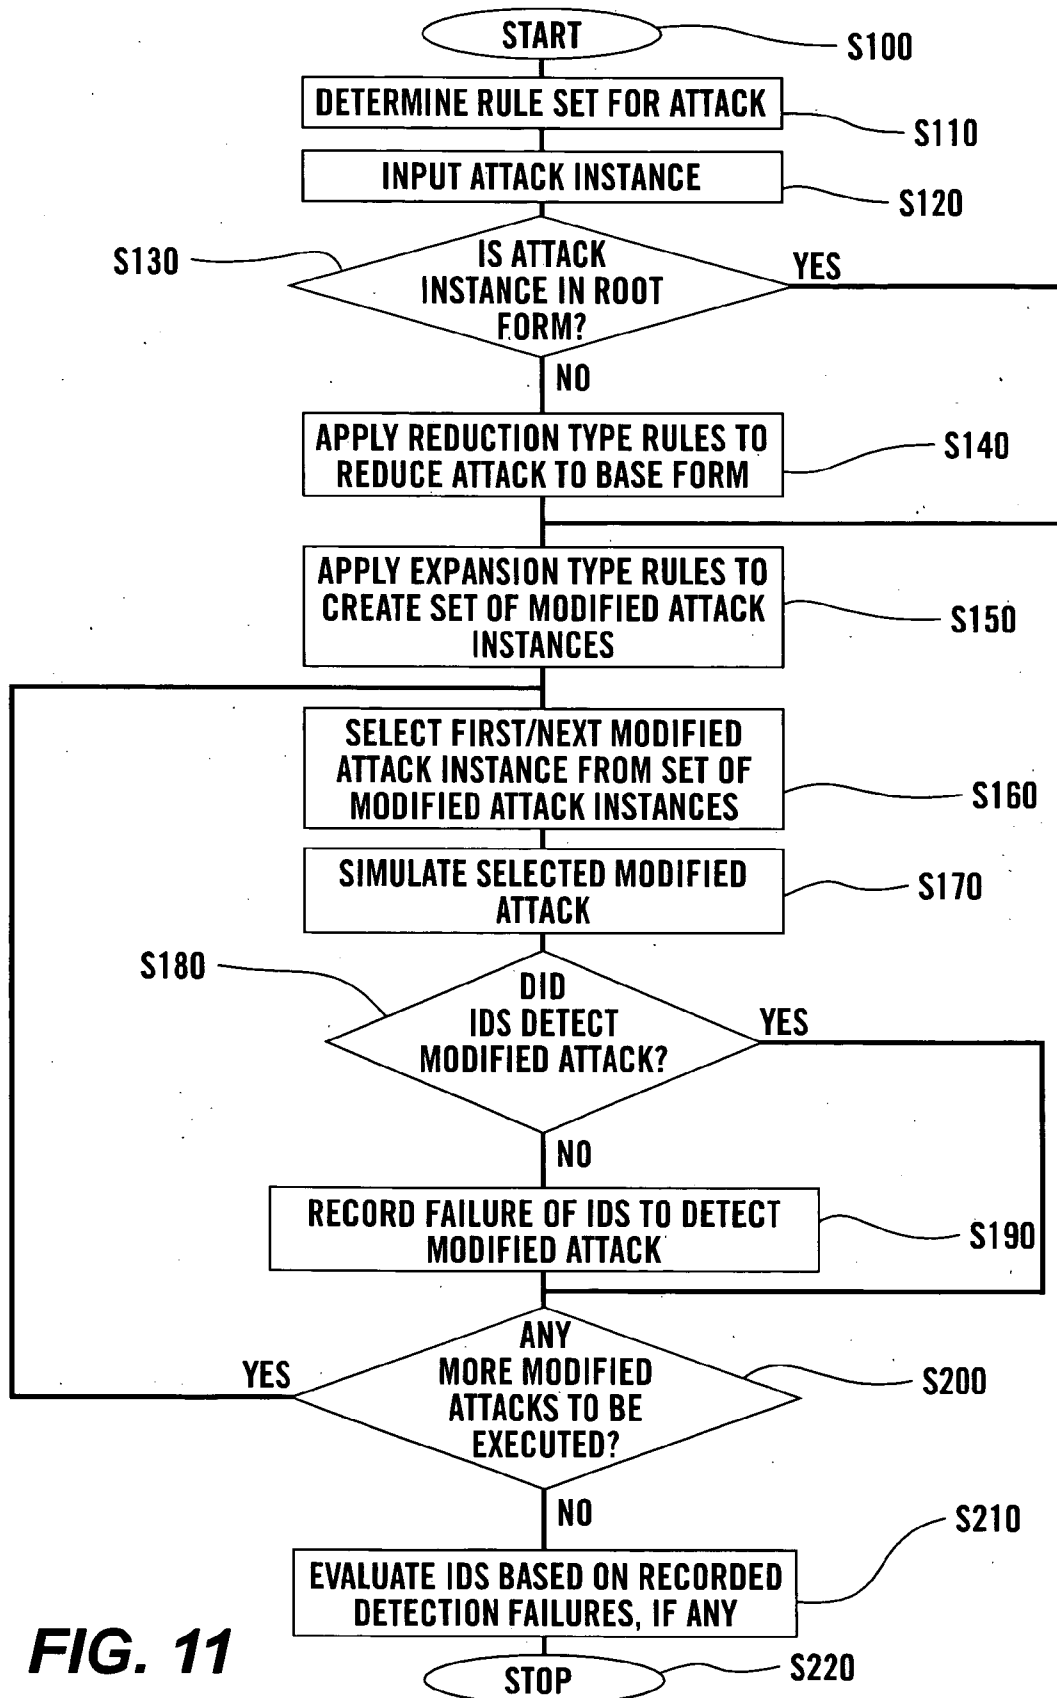 START
S100
DETERMINE RULE SET FOR ATTACK
S110
INPUT ATTACK INSTANCE
S120
S130
IS ATTACK
INSTANCE IN ROOT
FORM?
YES
NO
APPLY REDUCTION TYPE RULES TO
REDUCE ATTACK TO BASE FORM
S140
APPLY EXPANSION TYPE RULES TO
CREATE SET OF MODIFIED ATTACK
INSTANCES
S150
SELECT FIRST/NEXT MODIFIED
ATTACK INSTANCE FROM SET OF
MODIFIED ATTACK INSTANCES
S160
SIMULATE SELECTED MODIFIED
ATTACK
S170
S180
DID
IDS DETECT
MODIFIED ATTACK?
YES
NO
RECORD FAILURE OF IDS TO DETECT
MODIFIED ATTACK
S190
ANY
MORE MODIFIED
ATTACKS TO BE
EXECUTED?
YES
S200
NO
S210
EVALUATE IDS BASED ON RECORDED
DETECTION FAILURES, IF ANY
STOP
S220
FIG. 11